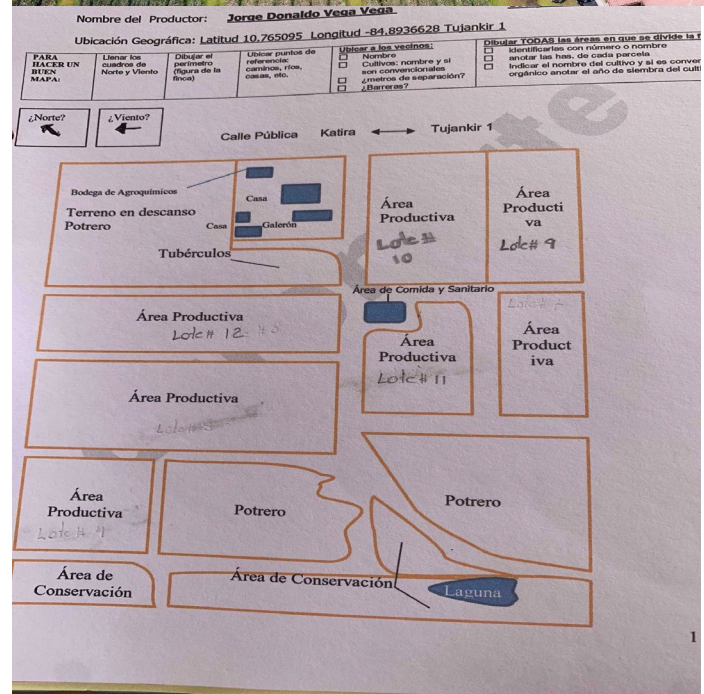 Nombre del Productor: Jorge Donaldo Vega Vega
Ubicación Geográfica: Latitud 10.765095 Longitud -84.8936628 Tujankir 1
PARA HACER UN BUEN MAPA:
Llenar los cuadros de Norte y Viento
Dibujar el perímetro (figura de la finca)
Ubicar puntos de referencia: caminos, ríos, casas, etc.
Ubicar a los vecinos:
Nombre
Cultivos: nombre y si son convencionales
¿metros de separación?
¿Barreras?
Dibujar TODAS las áreas en que se divide la f
identificarlas con número o nombre
anotar las has. de cada parcela
Indicar el nombre del cultivo y si es conver
orgánico anotar el año de siembra del culti
¿Norte?
¿Viento?
Calle Pública Katira Tujankir 1
Bodega de Agroquímicos
Terreno en descanso
Potrero
Casa
Casa
Galerón
Tubérculos
Área
Productiva
Lote #
10
Área
Producti
va
Lote# 9
Área de Comida y Sanitario
Área Productiva
Lote # 12
Área
Productiva
Lote # 11
Área
Product
iva
Área Productiva
Área
Productiva
Lote #
Potrero
Potrero
Área de
Conservación
Área de Conservación
Laguna
1